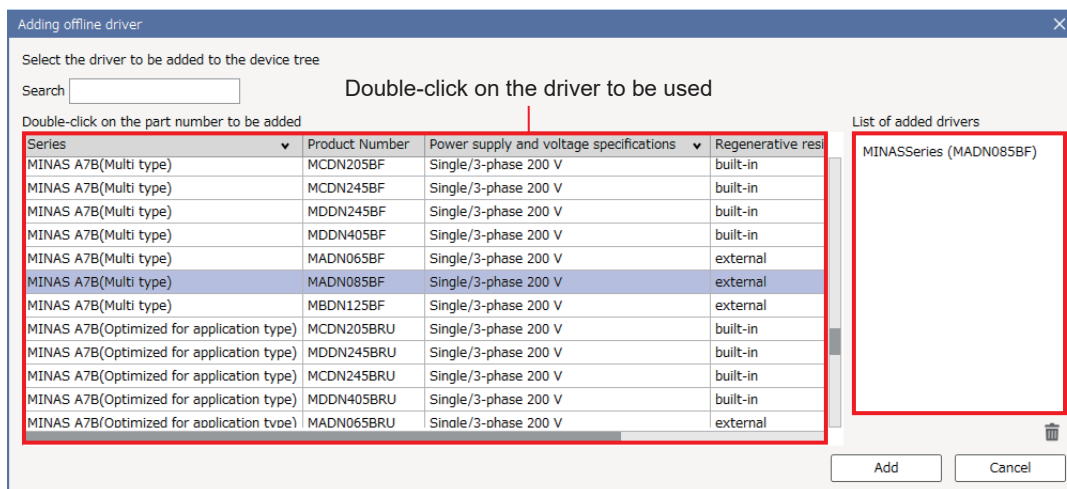 Adding offline driver
Select the driver to be added to the device tree
Search
Double-click on the driver to be used
Double-click on the part number to be added
List of added drivers
Series Product Number Power supply and voltage specifications Regenerative resi
MINASSeries (MADN085BF)
MINAS A7B(Multi type) MCDN205BF Single/3-phase 200 V built-in
MINAS A7B(Multi type) MCDN245BF Single/3-phase 200 V built-in
MINAS A7B(Multi type) MDDN245BF Single/3-phase 200 V built-in
MINAS A7B(Multi type) MDDN405BF Single/3-phase 200 V built-in
MINAS A7B(Multi type) MADN065BF Single/3-phase 200 V external
MINAS A7B(Multi type) MADN085BF Single/3-phase 200 V external
MINAS A7B(Multi type) MBDN125BF Single/3-phase 200 V external
MINAS A7B(Optimized for application type) MCDN205BRU Single/3-phase 200 V built-in
MINAS A7B(Optimized for application type) MDDN245BRU Single/3-phase 200 V built-in
MINAS A7B(Optimized for application type) MCDN245BRU Single/3-phase 200 V built-in
MINAS A7B(Optimized for application type) MDDN405BRU Single/3-phase 200 V built-in
MINAS A7B(Optimized for application type) MADN065BRU Single/3-phase 200 V external
Add
Cancel